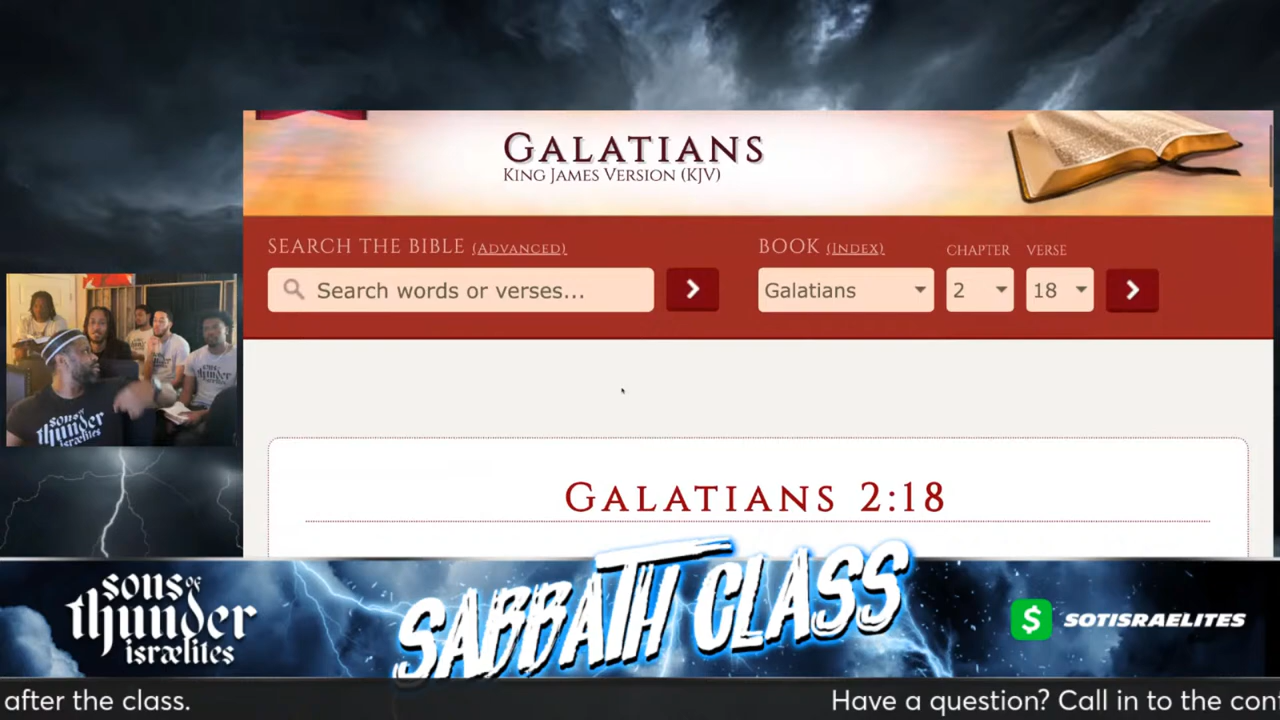 GALATIANS
KING JAMES VERSION (KJV)
SEARCH THE BIBLE (ADVANCED)
BOOK (INDEX)
CHAPTER
VERSE
Search words or verses...
Galatians
2
18
GALATIANS 2:18
sons of
thunder
israelites
sons of
thunder
israelites
SABBATH CLASS
$ SOTISRAELITES
after the class.
Have a question? Call in to the con